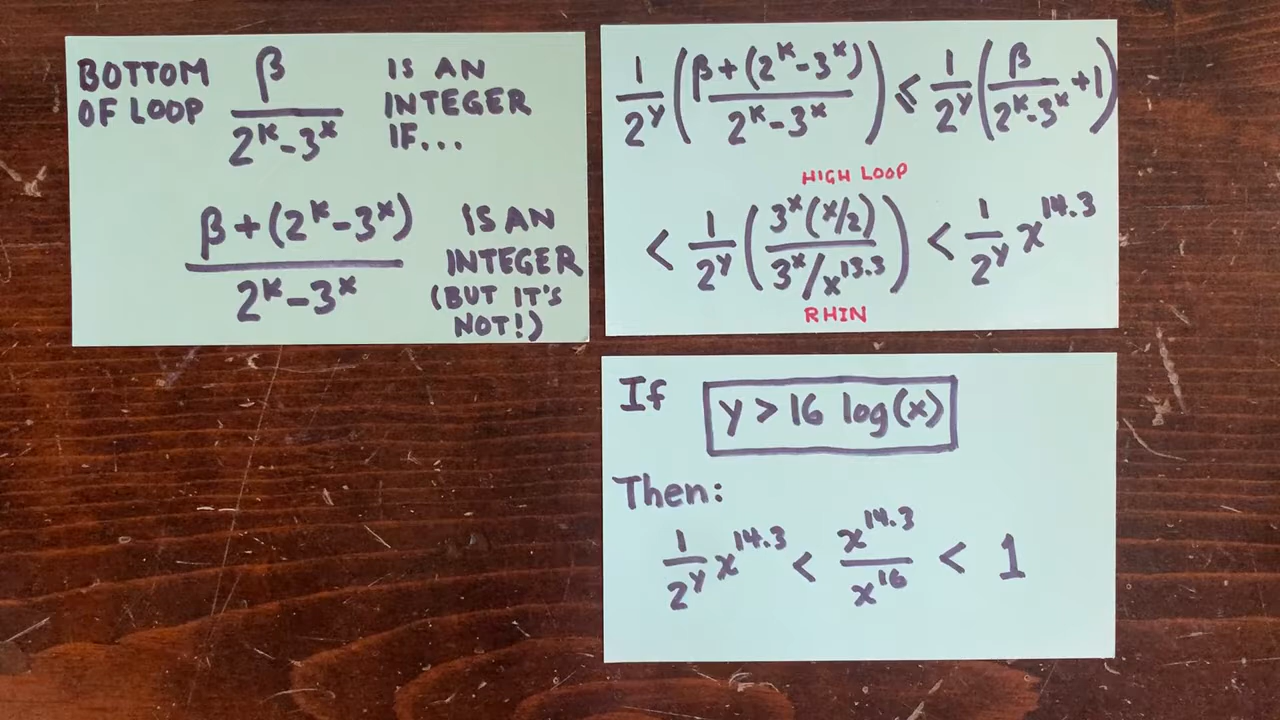 BOTTOM OF LOOP β/(2^k-3^x) IS AN INTEGER IF...
(β+(2^k-3^x))/(2^k-3^x) IS AN INTEGER (BUT IT'S NOT!)
1/2^y ((β+(2^k-3^x))/(2^k-3^x)) ≤ 1/2^y (β/(2^k-3^x)+1)
HIGH LOOP
< 1/2^y (3^x(x/2)/(3^x/x^13.3)) < 1/2^y x^14.3
RHIN
If y > 16 log(x)
Then:
1/2^y x^14.3 < x^14.3/x^16 < 1